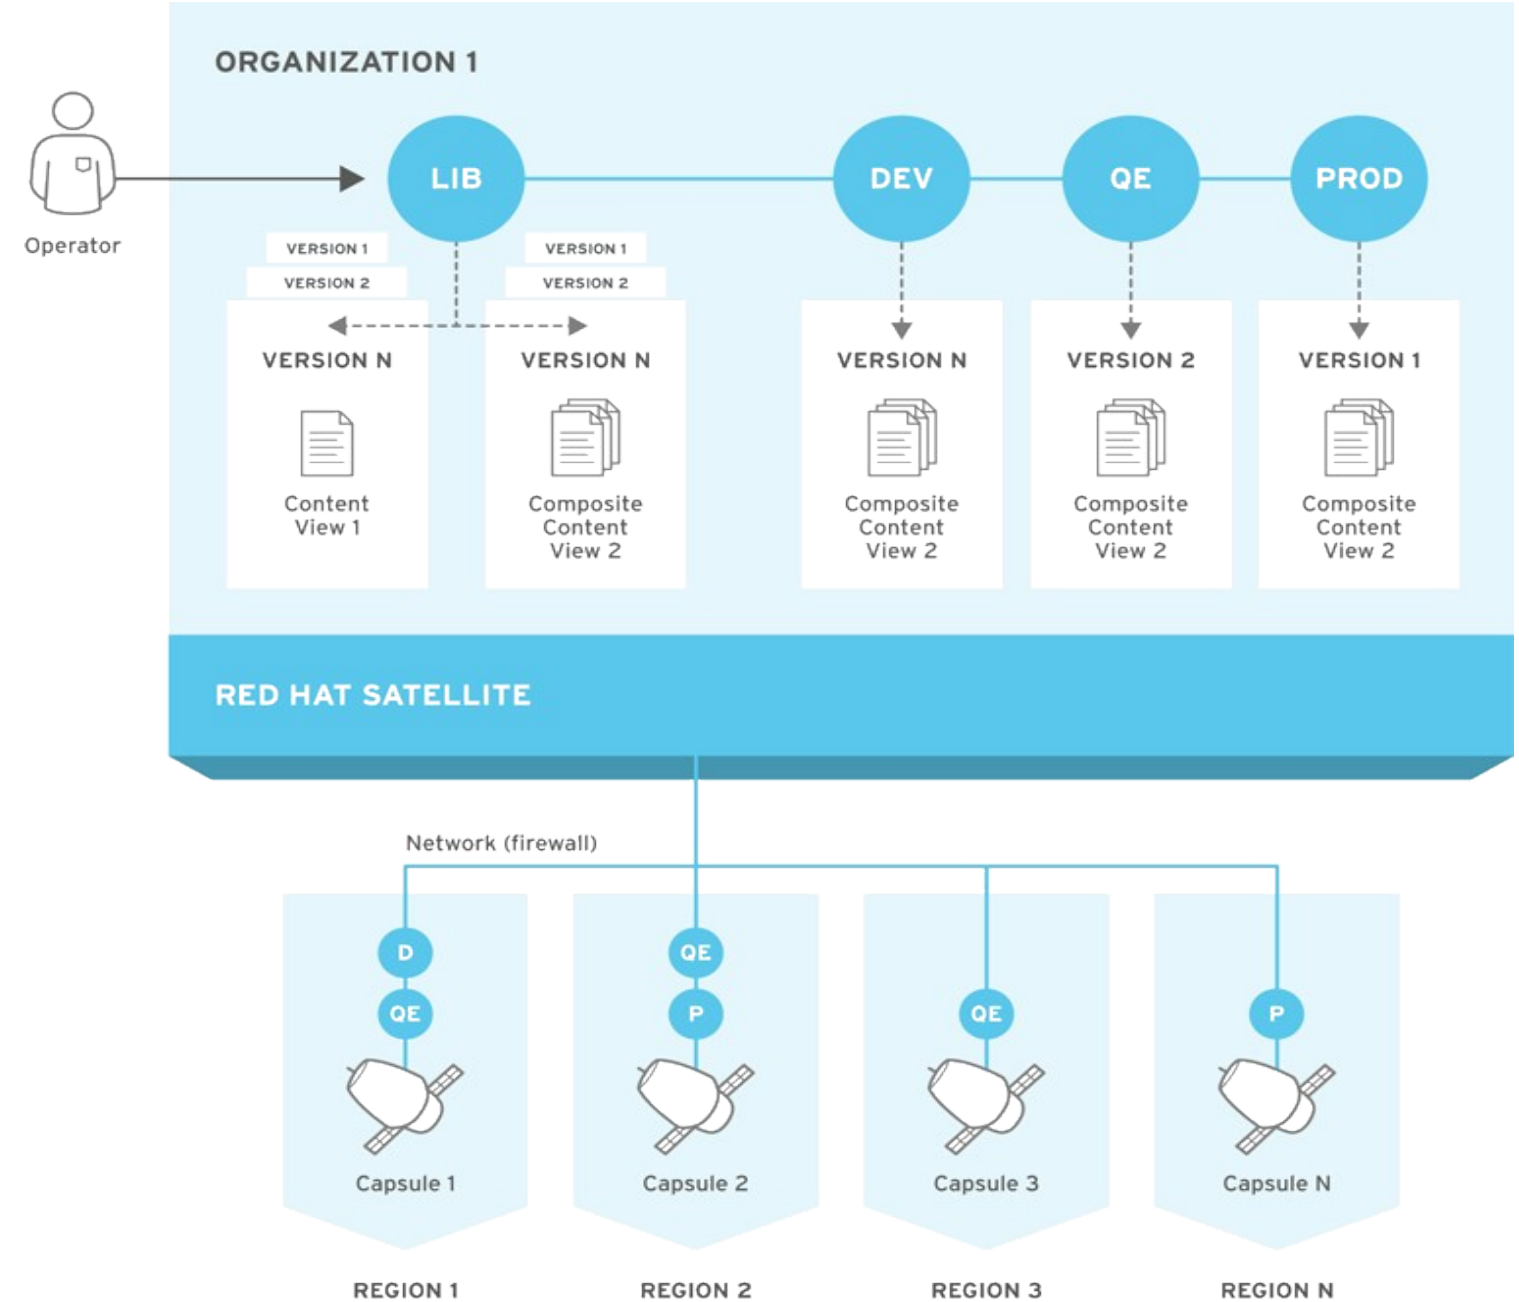 ORGANIZATION 1
LIB
DEV
QE
PROD
Operator
VERSION 1
VERSION 1
VERSION 2
VERSION 2
VERSION N
VERSION N
VERSION N
VERSION 2
VERSION 1
Content
View 1
Composite
Content
View 2
Composite
Content
View 2
Composite
Content
View 2
Composite
Content
View 2
RED HAT SATELLITE
Network (firewall)
D
QE
QE
P
QE
P
Capsule 1
Capsule 2
Capsule 3
Capsule N
REGION 1
REGION 2
REGION 3
REGION N